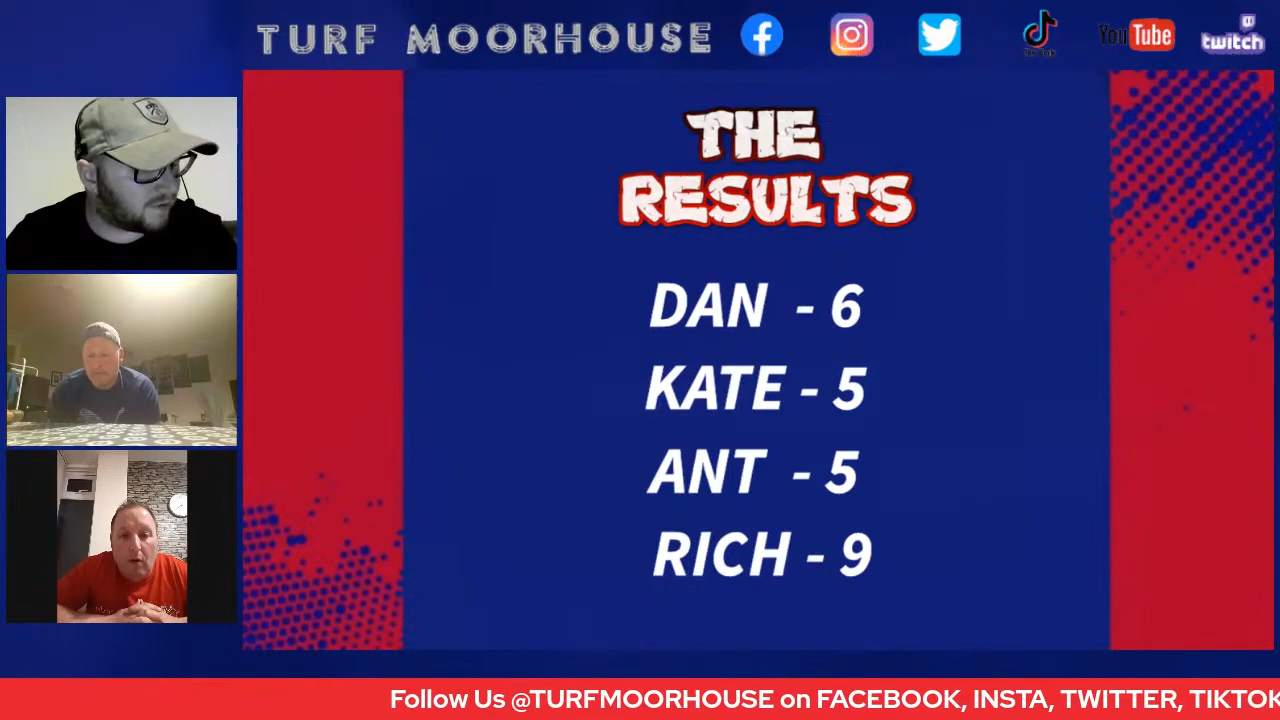 TURF MOORHOUSE
You Tube
twitch
THE
RESULTS
DAN - 6
KATE - 5
ANT - 5
RICH - 9
Follow Us @TURFMOORHOUSE on FACEBOOK, INSTA, TWITTER, TIKTOK